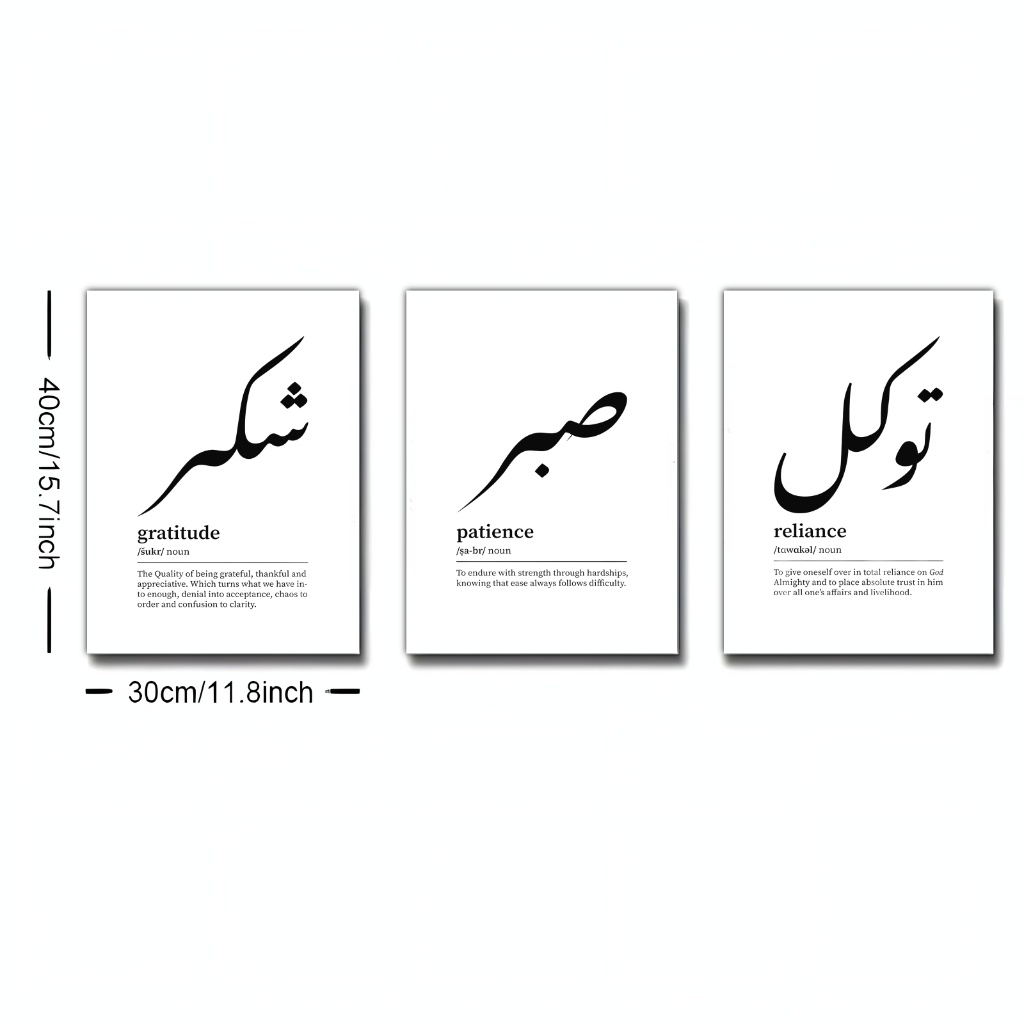 40cm/15.7inch
شكر
gratitude
/šukr/ noun
The Quality of being grateful, thankful and
appreciative. Which turns what we have in-
to enough, denial into acceptance, chaos to
order and confusion to clarity.
30cm/11.8inch
صبر
patience
/ṣa-br/ noun
To endure with strength through hardships,
knowing that ease always follows difficulty.
توكل
reliance
/tawakəl/ noun
To give oneself over in total reliance on God
Almighty and to place absolute trust in him
over all one's affairs and livelihood.